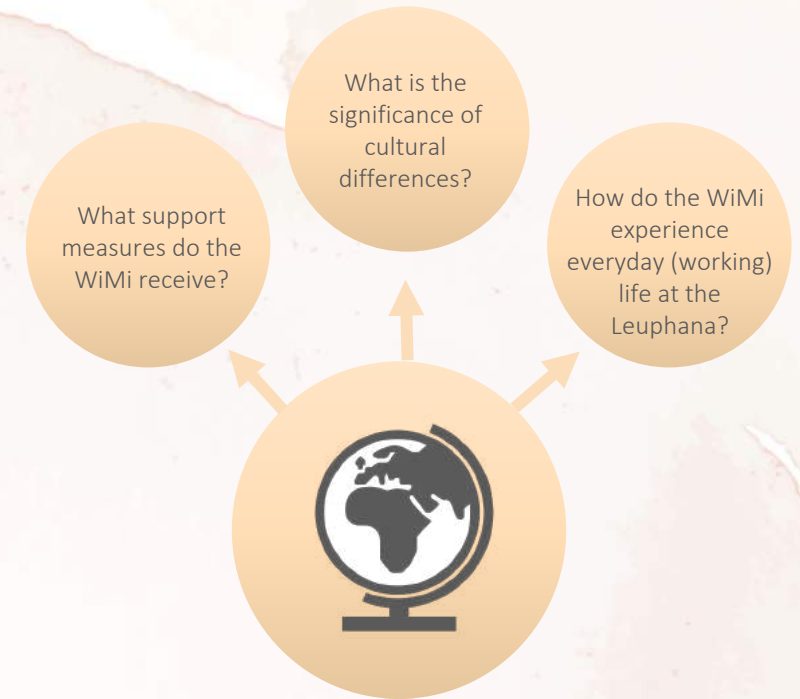 What support
measures do the
WiMi receive?
What is the
significance of
cultural
differences?
How do the WiMi
experience
everyday (working)
life at the
Leuphana?